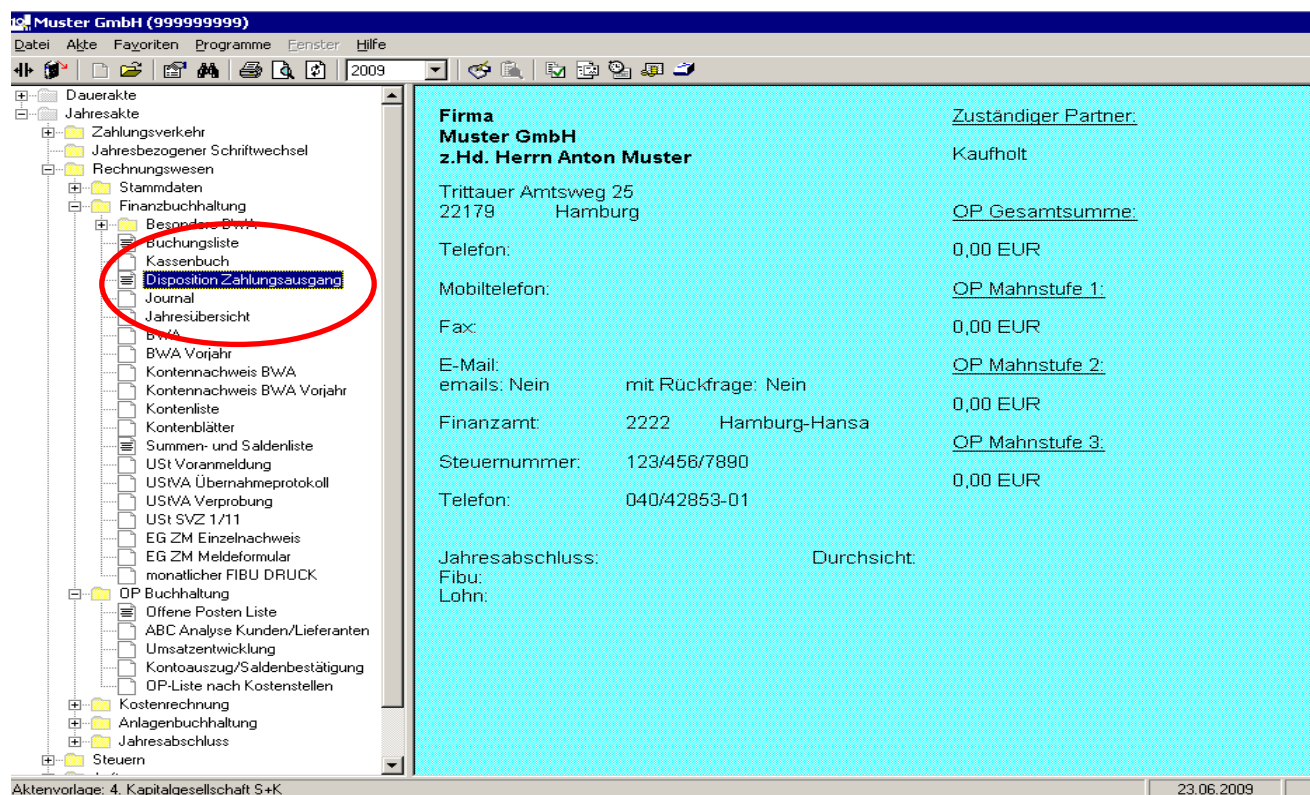 Muster GmbH (999999999)
Datei Akte Favoriten Programme Fenster Hilfe
2009
Dauerakte
Jahresakte
Zahlungsverkehr
Jahresbezogener Schriftwechsel
Rechnungswesen
Stammdaten
Finanzbuchhaltung
Besondere BWA
Buchungsliste
Kassenbuch
Disposition Zahlungsausgang
Journal
Jahresübersicht
BWA
BWA Vorjahr
Kontennachweis BWA
Kontennachweis BWA Vorjahr
Kontenliste
Kontenblätter
Summen- und Saldenliste
USt Voranmeldung
UStVA Übernahmeprotokoll
UStVA Verprobung
USt SVZ 1/11
EG ZM Einzelnachweis
EG ZM Meldeformular
monatlicher FIBU DRUCK
OP Buchhaltung
Offene Posten Liste
ABC Analyse Kunden/Lieferanten
Umsatzentwicklung
Kontoauszug/Saldenbestätigung
OP-Liste nach Kostenstellen
Kostenrechnung
Anlagenbuchhaltung
Jahresabschluss
Steuern
Firma
Muster GmbH
z.Hd. Herrn Anton Muster
Trittauer Amtsweg 25
22179 Hamburg
Telefon:
Mobiltelefon:
Fax:
E-Mail:
emails: Nein mit Rückfrage: Nein
Finanzamt: 2222 Hamburg-Hansa
Steuernummer: 123/456/7890
Telefon: 040/42853-01
Jahresabschluss: Durchsicht:
Fibu:
Lohn:
Zuständiger Partner:
Kaufholt
OP Gesamtsumme:
0,00 EUR
OP Mahnstufe 1:
0,00 EUR
OP Mahnstufe 2:
0,00 EUR
OP Mahnstufe 3:
0,00 EUR
Aktenvorlage: 4. Kapitalgesellschaft S+K
23.06.2009